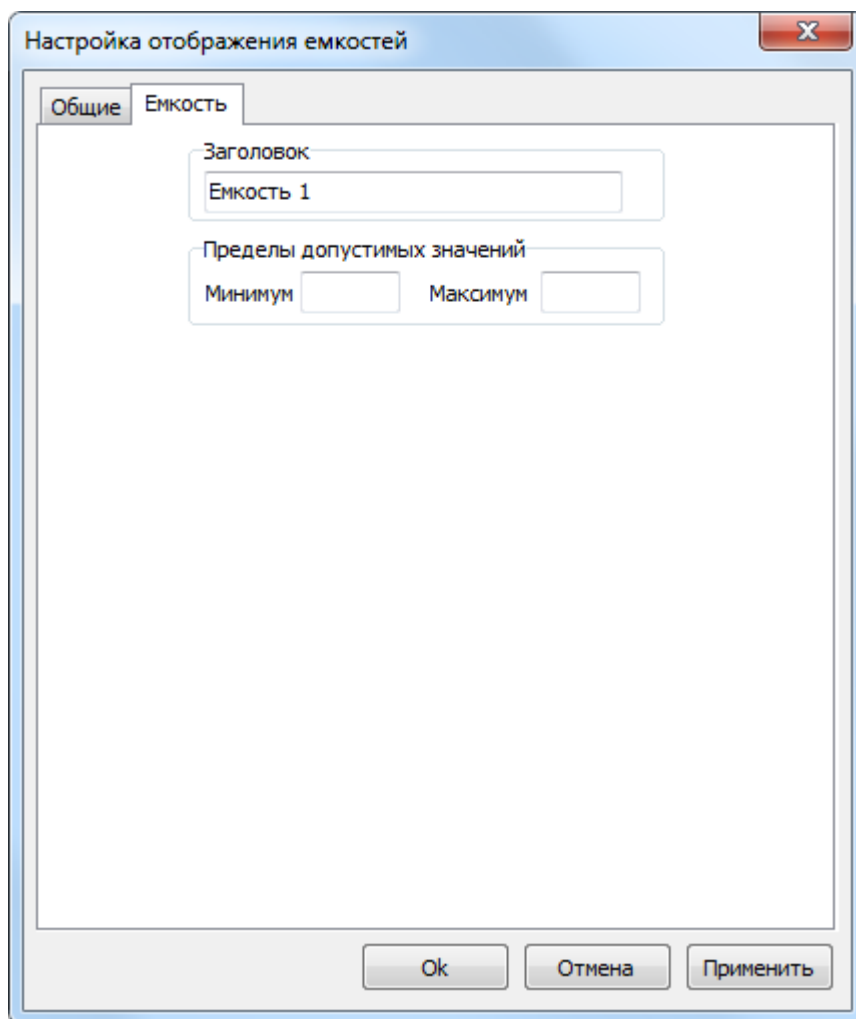 Настройка отображения емкостей
Общие Емкость
Заголовок
Емкость 1
Пределы допустимых значений
Минимум Максимум
Ok Отмена Применить